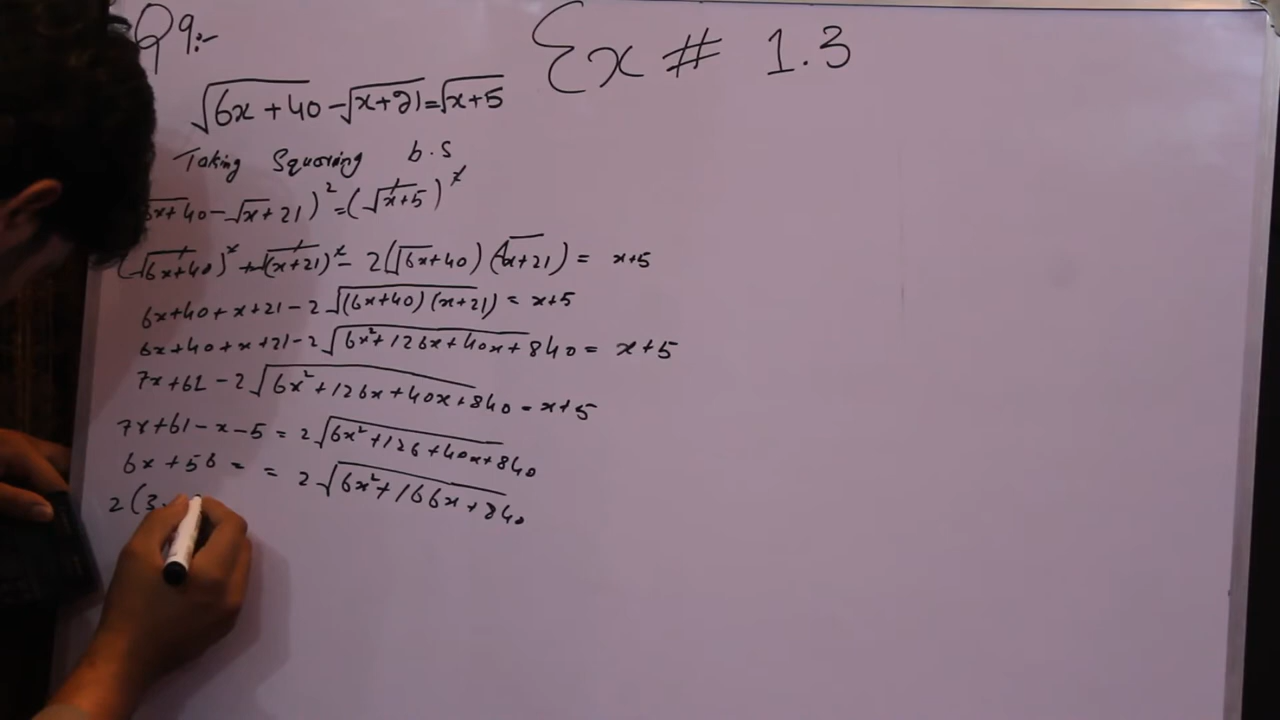 Q9:-
Ex # 1.3
√6x+40 - √x+21 = √x+5
Taking Squaring b.s
6x+40 - √x+21)² = (√x+5)²
(√6x+40)² + (√x+21)² - 2(√6x+40)(√x+21) = x+5
6x+40+x+21-2√(6x+40)(x+21) = x+5
6x+40+x+21-2√6x²+126x+40x+840 = x+5
7x+61-2√6x²+126x+40x+840 = x+5
7x+61-x-5 = 2√6x²+126+40x+840
6x+56 = = 2√6x²+166x+840
2(3